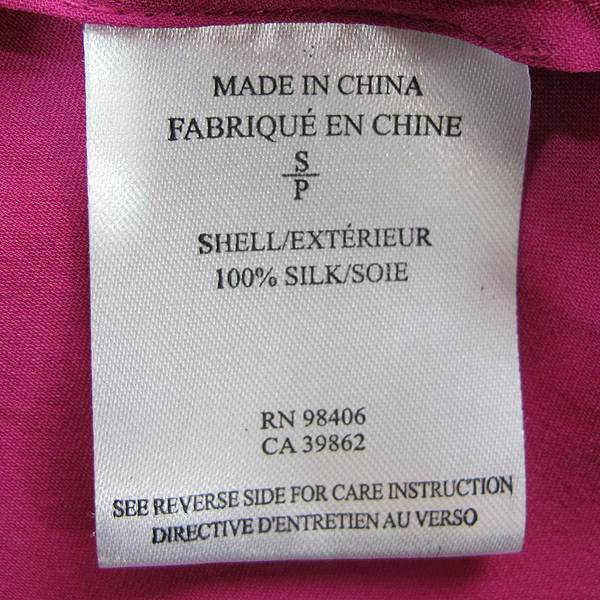 MADE IN CHINA
FABRIQUÉ EN CHINE
S
P
SHELL/EXTÉRIEUR
100% SILK/SOIE
RN 98406
CA 39862
SEE REVERSE SIDE FOR CARE INSTRUCTION
DIRECTIVE D'ENTRETIEN AU VERSO